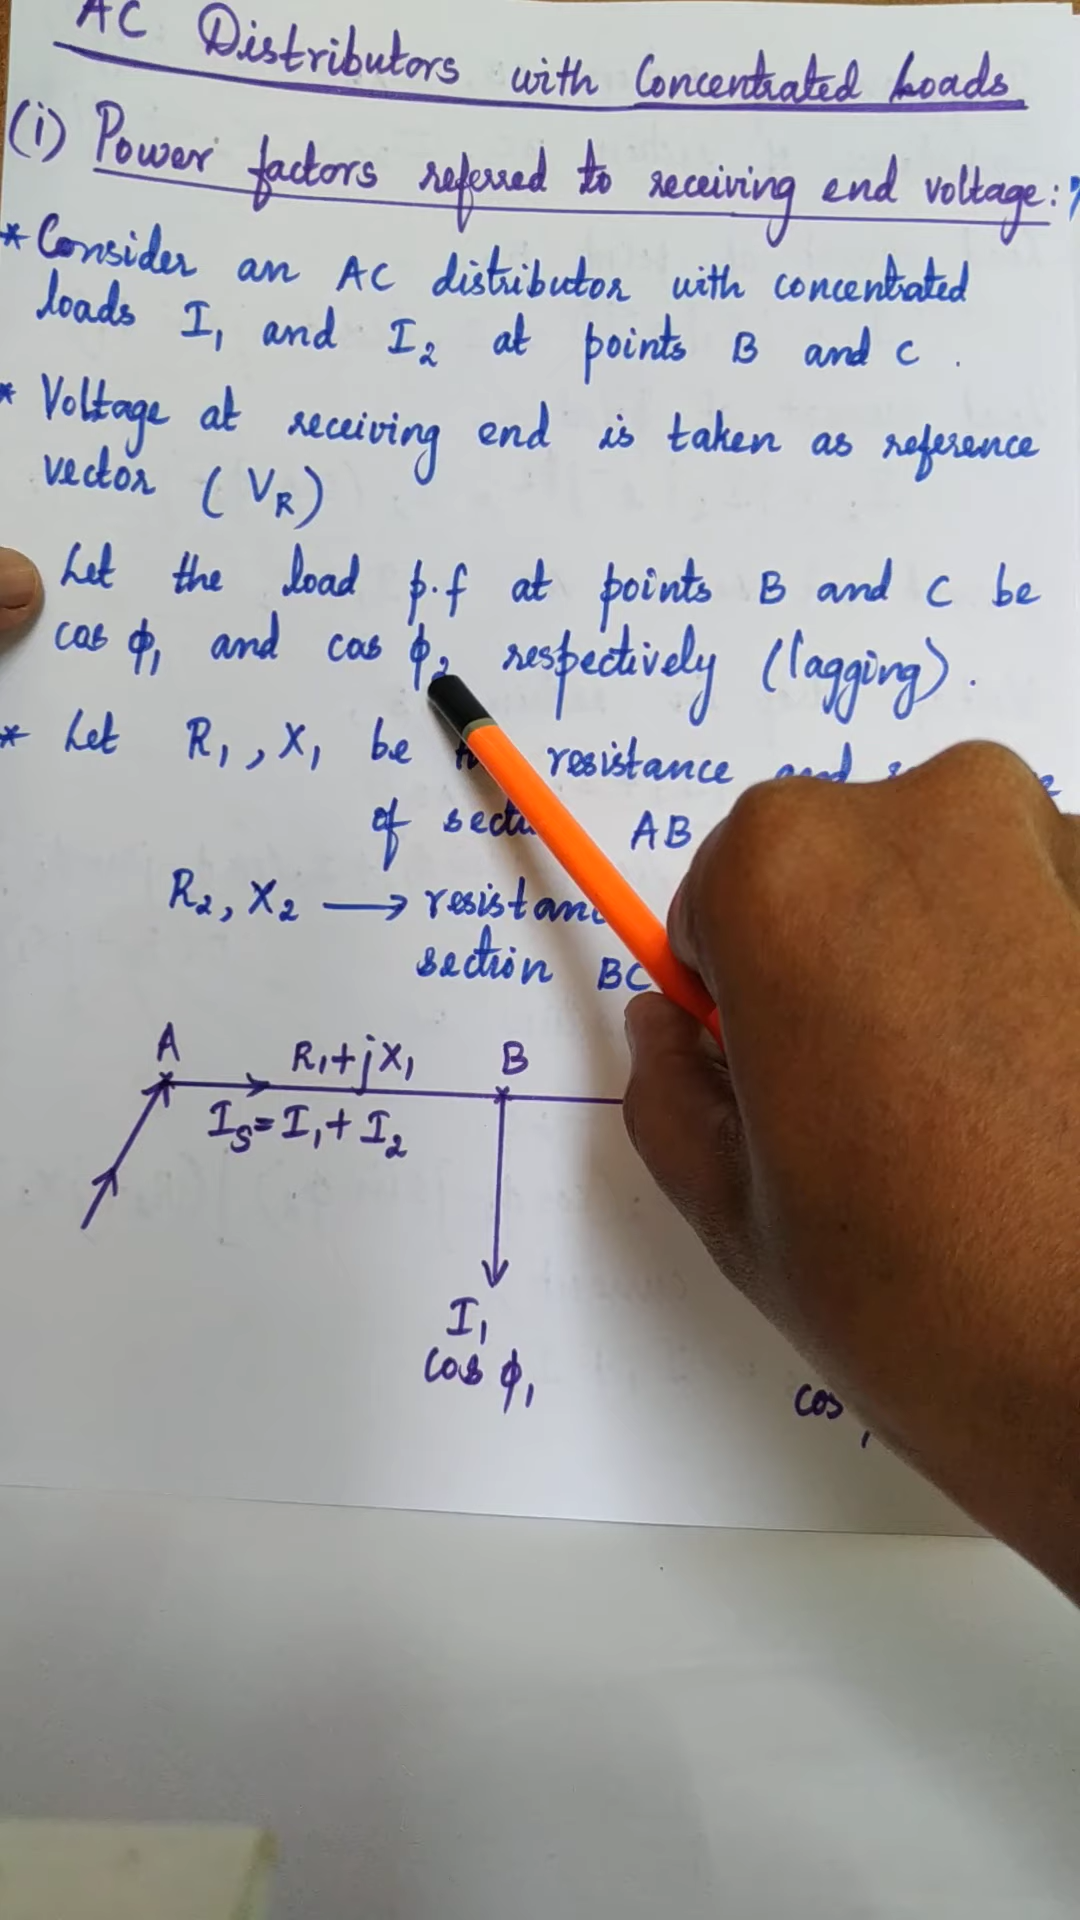 AC Distributors with Concentrated Loads
(i) Power factors referred to receiving end voltage:
* Consider an AC distributor with concentrated
loads I₁ and I₂ at points B and C.
* Voltage at receiving end is taken as reference
vector (V_R)
Let the load p.f at points B and C be
cos ϕ₁ and cos ϕ₂ respectively (lagging).
* Let R₁, X₁ be resistance and
of AB
R₂, X₂ → 
section BC
A R₁+jX₁ B
I_S=I₁+I₂
I₁
cos ϕ₁
cos